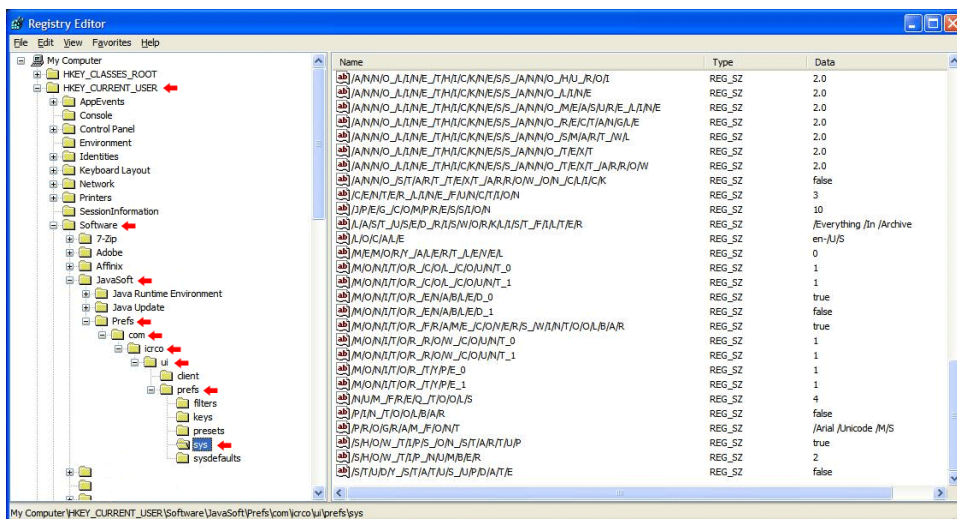 Registry Editor
File Edit View Favorites Help
My Computer
HKEY_CLASSES_ROOT
HKEY_CURRENT_USER
AppEvents
Console
Control Panel
Environment
Identities
Keyboard Layout
Network
Printers
SessionInformation
Software
7-Zip
Adobe
Affinix
JavaSoft
Java Runtime Environment
Java Update
Prefs
com
icrco
ui
client
prefs
filters
keys
presets
sys
sysdefaults
Name Type Data
/A/N/N/O_/L/I/N/E_/T/H/I/C/K/N/E/S/S_/A/N/N/O_/H/U_/R/O/I REG_SZ 2.0
/A/N/N/O_/L/I/N/E_/T/H/I/C/K/N/E/S/S_/A/N/N/O_/L/I/N/E REG_SZ 2.0
/A/N/N/O_/L/I/N/E_/T/H/I/C/K/N/E/S/S_/A/N/N/O_/M/E/A/S/U/R/E_/L/I/N/E REG_SZ 2.0
/A/N/N/O_/L/I/N/E_/T/H/I/C/K/N/E/S/S_/A/N/N/O_/R/E/C/T/A/N/G/L/E REG_SZ 2.0
/A/N/N/O_/L/I/N/E_/T/H/I/C/K/N/E/S/S_/A/N/N/O_/S/M/A/R/T_/W/L REG_SZ 2.0
/A/N/N/O_/L/I/N/E_/T/H/I/C/K/N/E/S/S_/A/N/N/O_/T/E/X/T REG_SZ 2.0
/A/N/N/O_/L/I/N/E_/T/H/I/C/K/N/E/S/S_/A/N/N/O_/T/E/X/T_/A/R/R/O/W REG_SZ 2.0
/A/N/N/O_/S/T/A/R/T_/T/E/X/T_/A/R/R/O/W_/O/N_/C/L/I/C/K REG_SZ false
/C/E/N/T/E/R_/L/I/N/E_/F/U/N/C/T/I/O/N REG_SZ 3
/J/P/E/G_/C/O/M/P/R/E/S/S/I/O/N REG_SZ 10
/L/A/S/T_/U/S/E/D_/R/I/S/W/O/R/K/L/I/S/T_/F/I/L/T/E/R REG_SZ /Everything /In /Archive
/L/O/C/A/L/E REG_SZ en-/U/S
/M/E/M/O/R/Y_/A/L/E/R/T_/L/E/V/E/L REG_SZ 0
/M/O/N/I/T/O/R_/C/O/L_/C/O/U/N/T_0 REG_SZ 1
/M/O/N/I/T/O/R_/C/O/L_/C/O/U/N/T_1 REG_SZ 1
/M/O/N/I/T/O/R_/E/N/A/B/L/E/D_0 REG_SZ true
/M/O/N/I/T/O/R_/E/N/A/B/L/E/D_1 REG_SZ false
/M/O/N/I/T/O/R_/F/R/A/M/E_/C/O/V/E/R/S_/W/I/N/T/O/O/L/B/A/R REG_SZ true
/M/O/N/I/T/O/R_/R/O/W_/C/O/U/N/T_0 REG_SZ 1
/M/O/N/I/T/O/R_/R/O/W_/C/O/U/N/T_1 REG_SZ 1
/M/O/N/I/T/O/R_/T/Y/P/E_0 REG_SZ 1
/M/O/N/I/T/O/R_/T/Y/P/E_1 REG_SZ 1
/N/U/M_/F/R/E/Q_/T/O/O/L/S REG_SZ 4
/P/I/N_/T/O/O/L/B/A/R REG_SZ false
/P/R/O/G/R/A/M_/F/O/N/T REG_SZ /Arial /Unicode /M/S
/S/H/O/W_/T/I/P/S_/O/N_/S/T/A/R/T/U/P REG_SZ true
/S/H/O/W_/T/I/P_/N/U/M/B/E/R REG_SZ 2
/S/T/U/D/Y_/S/T/A/T/U/S_/U/P/D/A/T/E REG_SZ false
My Computer\HKEY_CURRENT_USER\Software\JavaSoft\Prefs\com\icrco\ui\prefs\sys